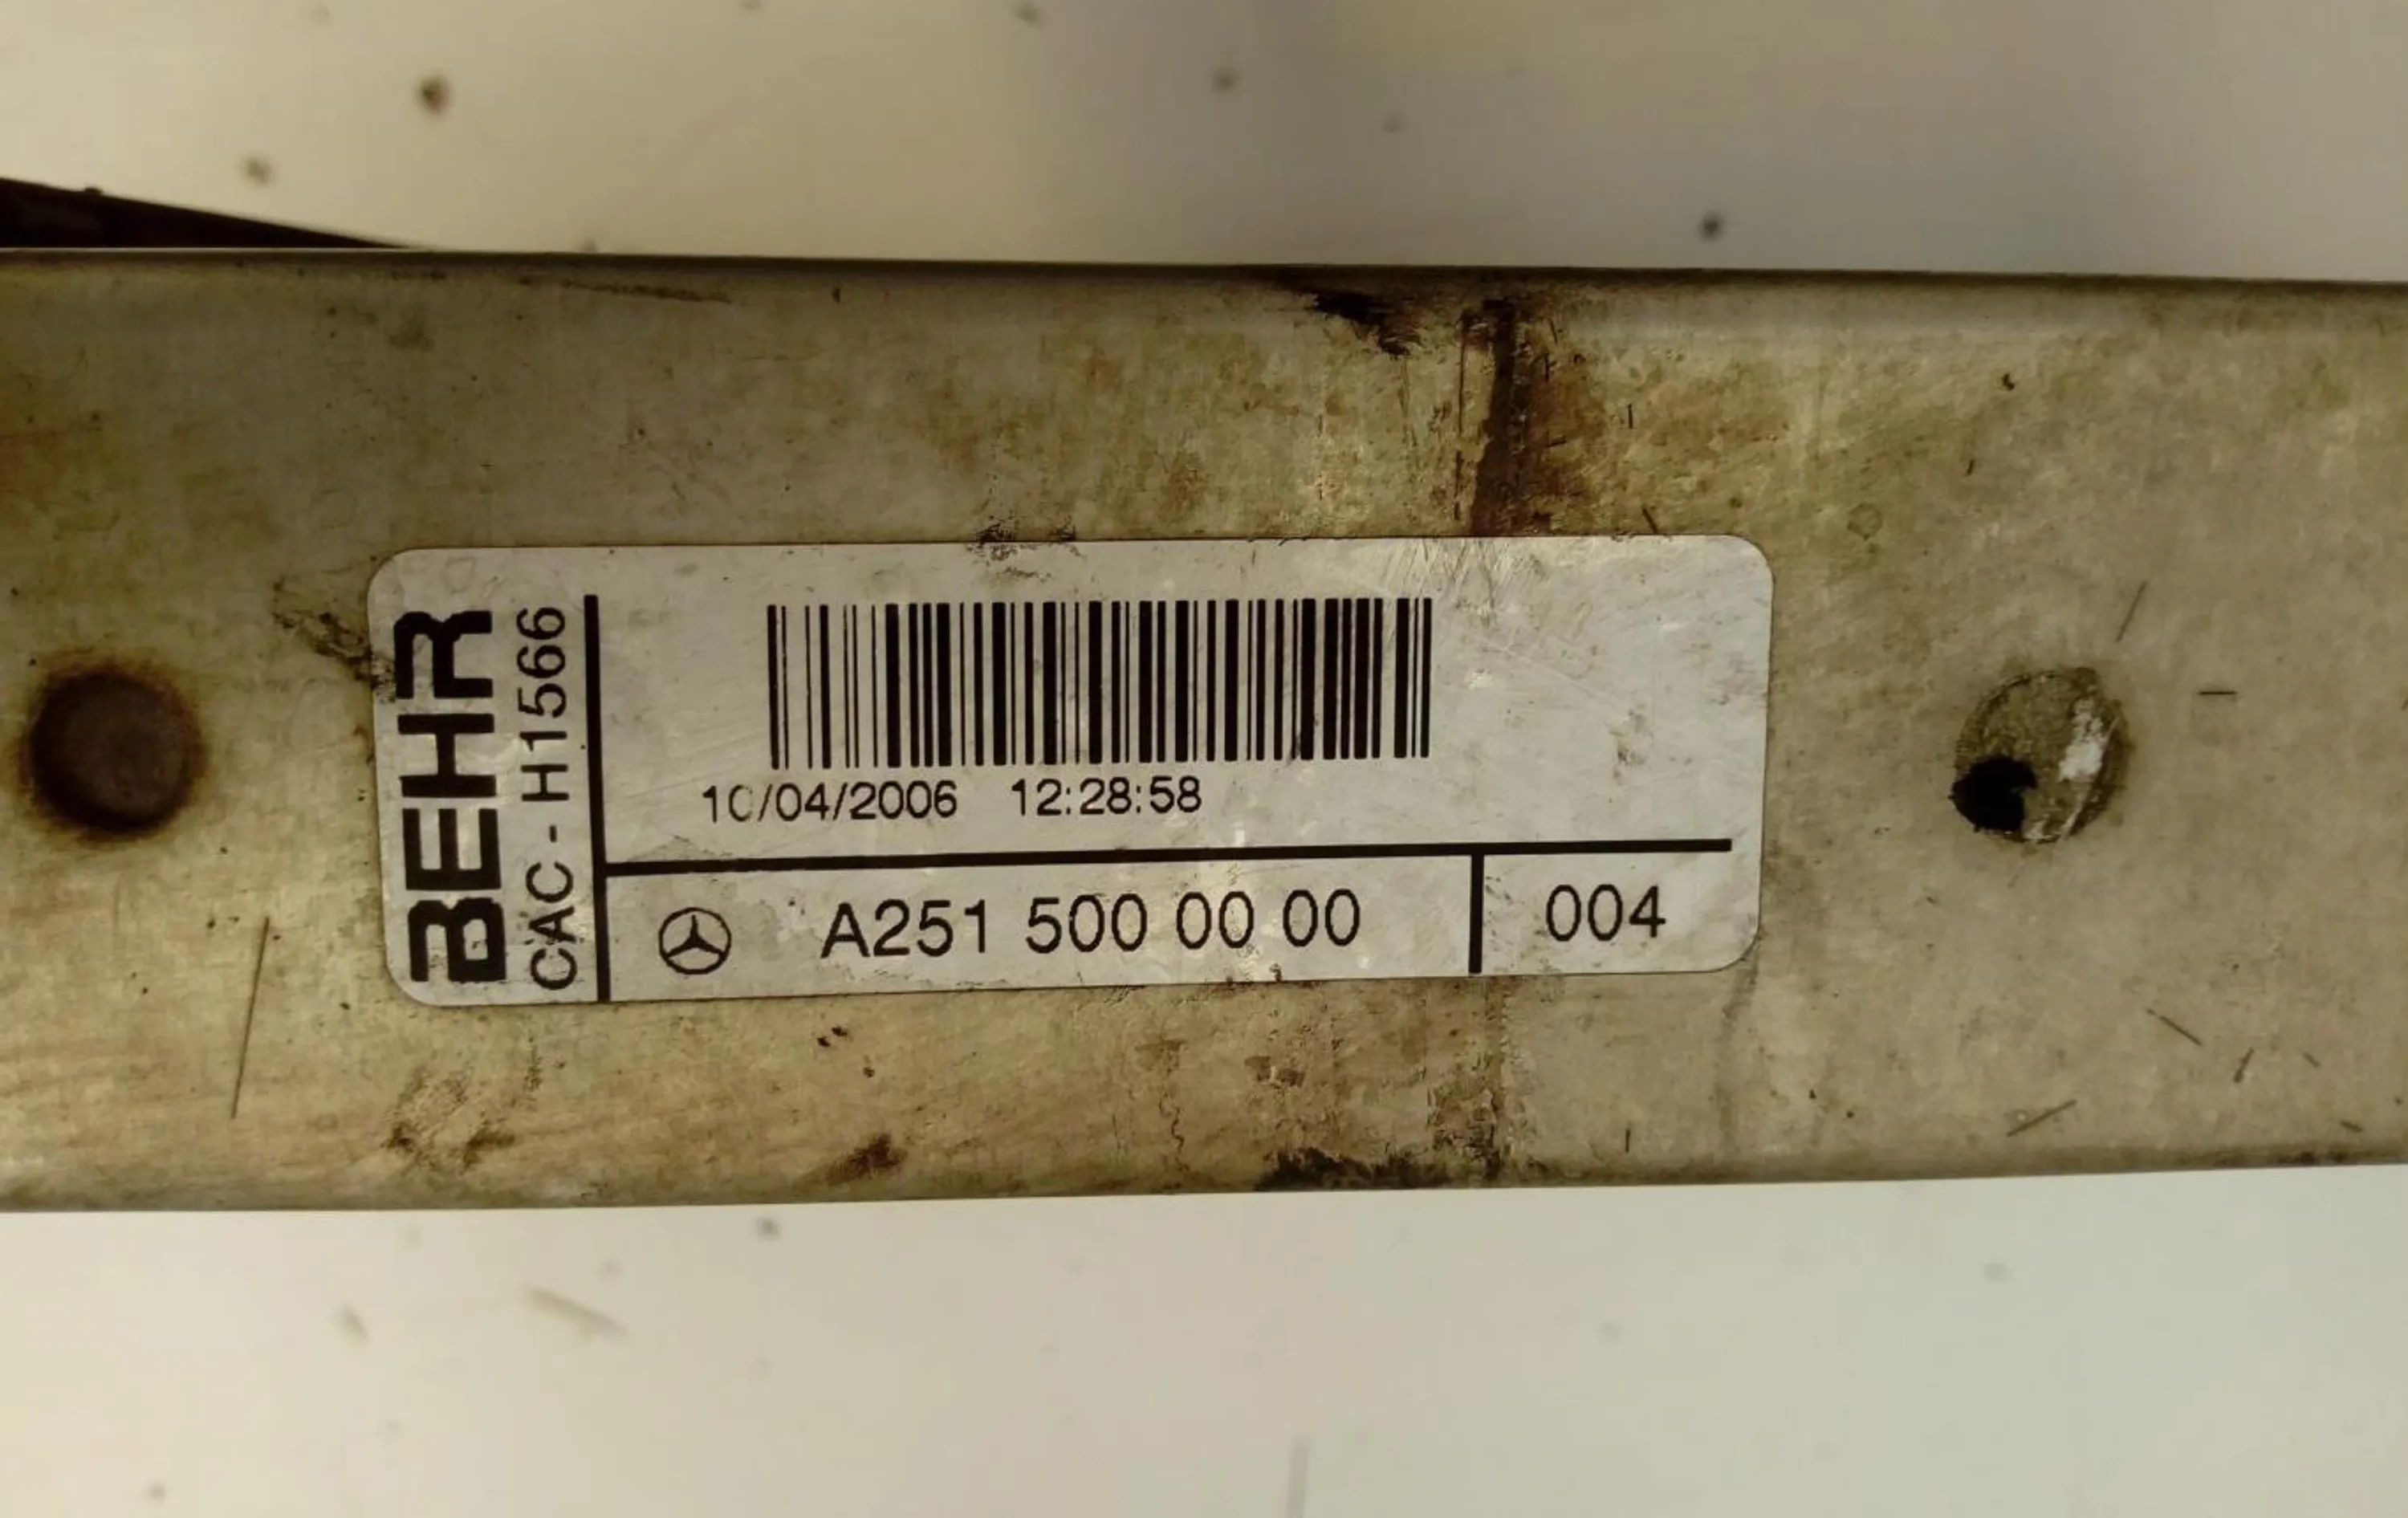 BEHR
CAC - H1566
10/04/2006 12:28:58
A251 500 00 00
004